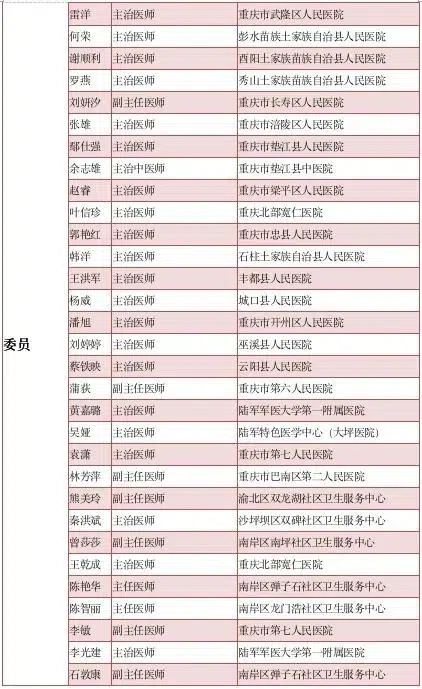 雷洋 主治医师 重庆市武隆区人民医院
何荣 主治医师 彭水苗族土家族自治县人民医院
谢顺利 主治医师 酉阳土家族苗族自治县人民医院
罗燕 主治医师 秀山土家族苗族自治县人民医院
刘妍汐 副主任医师 重庆市长寿区人民医院
张雄 主治医师 重庆市涪陵区人民医院
鄢仕强 主治医师 重庆市垫江县人民医院
余志雄 主治中医师 重庆市垫江县中医院
赵睿 主治医师 重庆市梁平区人民医院
叶信珍 主治医师 重庆北部宽仁医院
郭艳红 主治医师 重庆市忠县人民医院
韩洋 主治医师 石柱土家族自治县人民医院
王洪军 主治医师 丰都县人民医院
杨威 主治医师 城口县人民医院
潘旭 主治医师 重庆市开州区人民医院
委员
刘婷婷 主治医师 巫溪县人民医院
蔡铁映 主治医师 云阳县人民医院
蒲荻 副主任医师 重庆市第六人民医院
黄嘉璐 主治医师 陆军军医大学第一附属医院
吴娅 主治医师 陆军特色医学中心（大坪医院）
袁潇 主治医师 重庆市第七人民医院
林芳萍 副主任医师 重庆市巴南区第二人民医院
熊美玲 副主任医师 渝北区双龙湖社区卫生服务中心
秦洪斌 主治医师 沙坪坝区双碑社区卫生服务中心
曾莎莎 副主任医师 南岸区南坪社区卫生服务中心
王乾成 主治医师 重庆北部宽仁医院
陈艳华 主任医师 南岸区弹子石社区卫生服务中心
陈智丽 主任医师 南岸区龙门浩社区卫生服务中心
李敏 副主任医师 重庆市第七人民医院
李光建 主治医师 陆军军医大学第一附属医院
石敦康 副主任医师 南岸区弹子石社区卫生服务中心